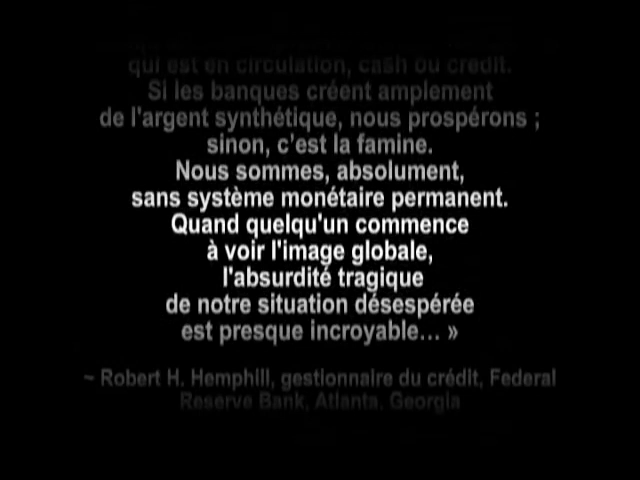 qui est en circulation, cash ou crédit.
Si les banques créent amplement
de l'argent synthétique, nous prospérons ;
sinon, c'est la famine.
Nous sommes, absolument,
sans système monétaire permanent.
Quand quelqu'un commence
à voir l'image globale,
l'absurdité tragique
de notre situation désespérée
est presque incroyable… »
~ Robert H. Hemphill, gestionnaire du crédit, Federal
Reserve Bank, Atlanta, Georgia